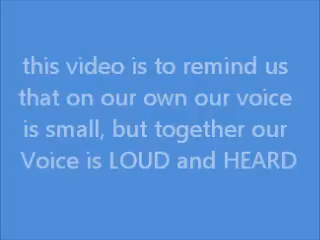 this video is to remind us
that on our own our voice
is small, but together our
Voice is LOUD and HEARD